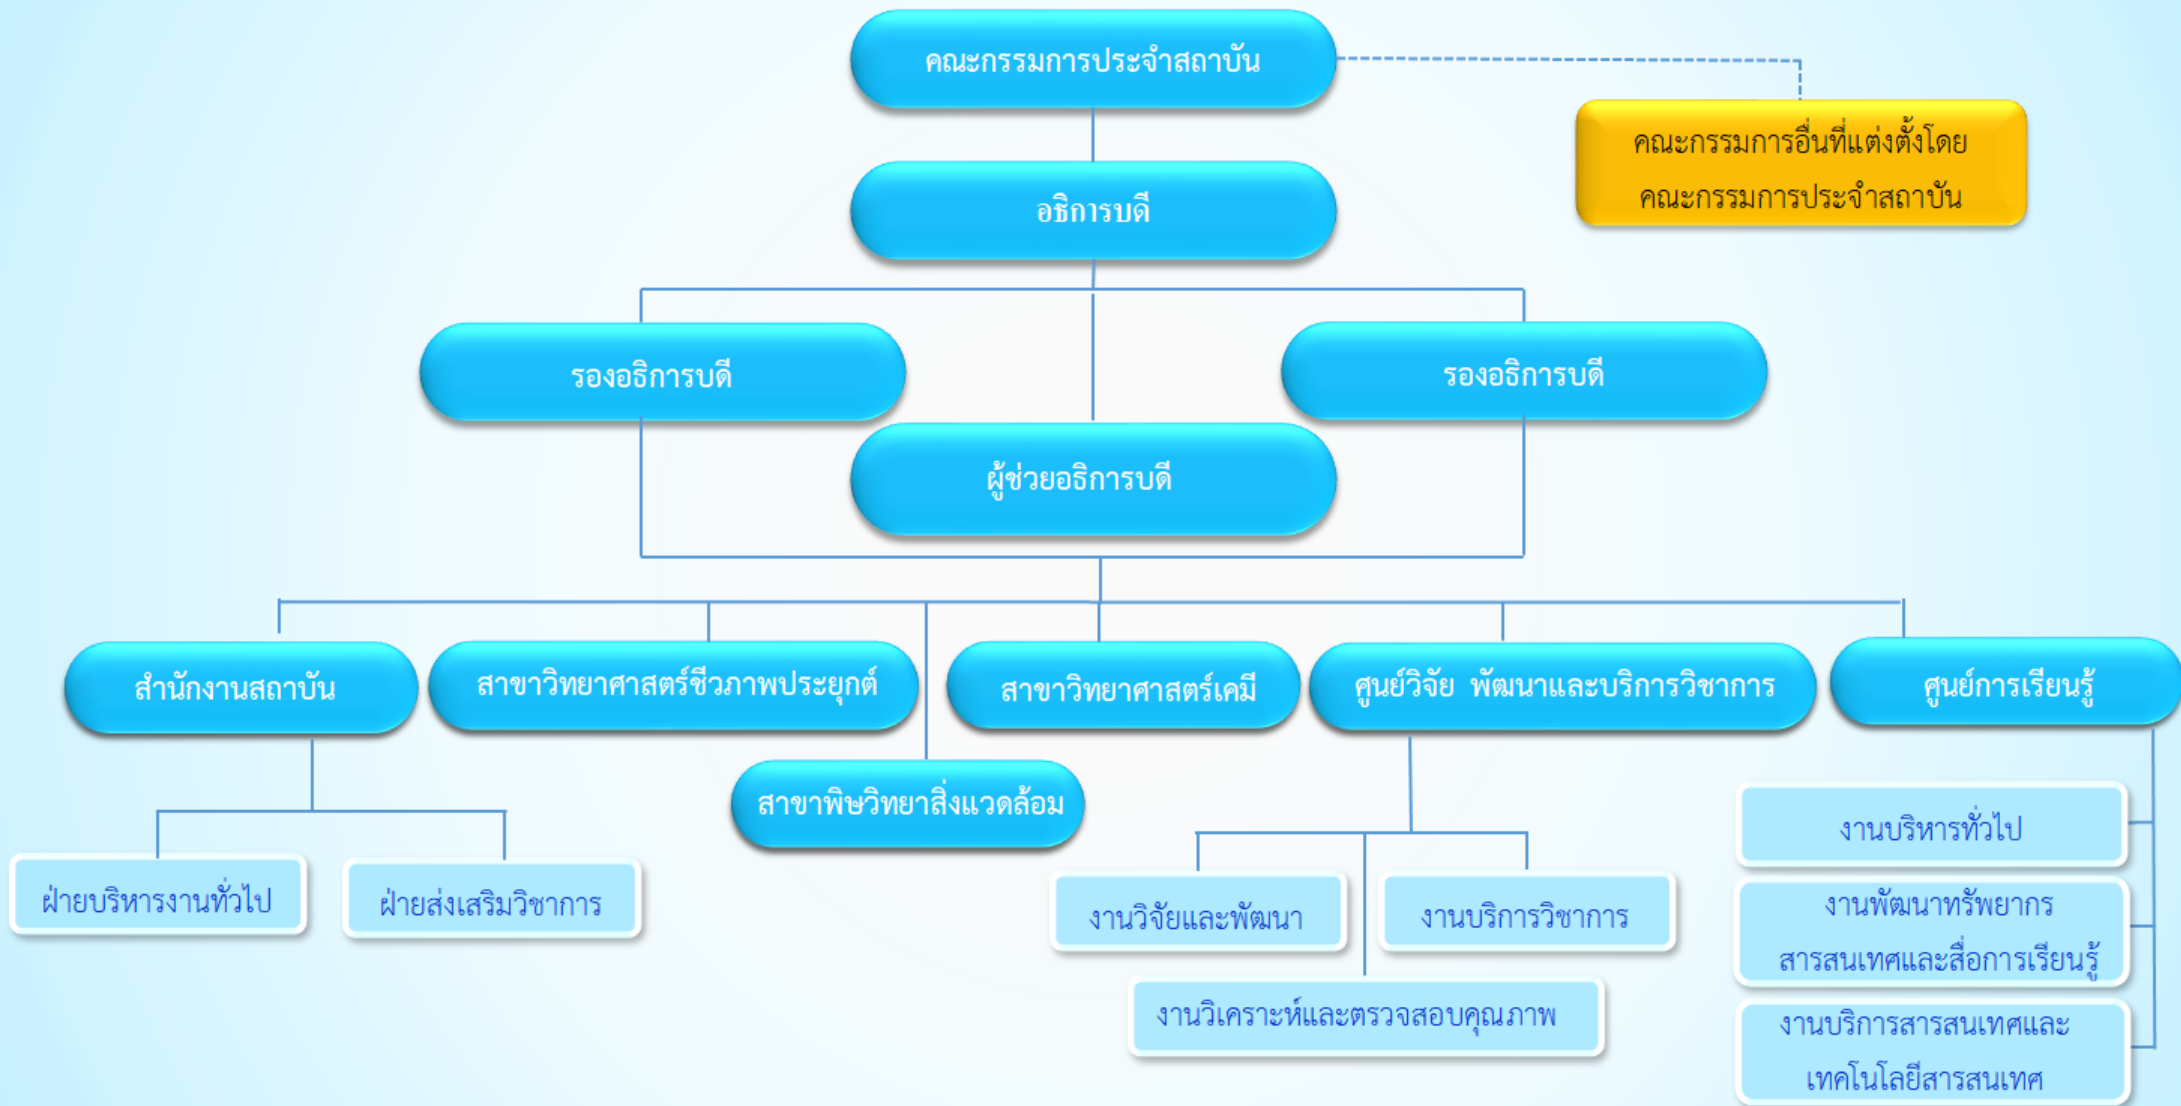 คณะกรรมการประจำสถาบัน
คณะกรรมการอื่นที่แต่งตั้งโดย
คณะกรรมการประจำสถาบัน
อธิการบดี
รองอธิการบดี
รองอธิการบดี
ผู้ช่วยอธิการบดี
สำนักงานสถาบัน
สาขาวิทยาศาสตร์ชีวภาพประยุกต์
สาขาวิทยาศาสตร์เคมี
ศูนย์วิจัย พัฒนาและบริการวิชาการ
ศูนย์การเรียนรู้
สาขาพิษวิทยาสิ่งแวดล้อม
ฝ่ายบริหารงานทั่วไป
ฝ่ายส่งเสริมวิชาการ
งานวิจัยและพัฒนา
งานบริการวิชาการ
งานวิเคราะห์และตรวจสอบคุณภาพ
งานบริหารทั่วไป
งานพัฒนาทรัพยากร
สารสนเทศและสื่อการเรียนรู้
งานบริการสารสนเทศและ
เทคโนโลยีสารสนเทศ